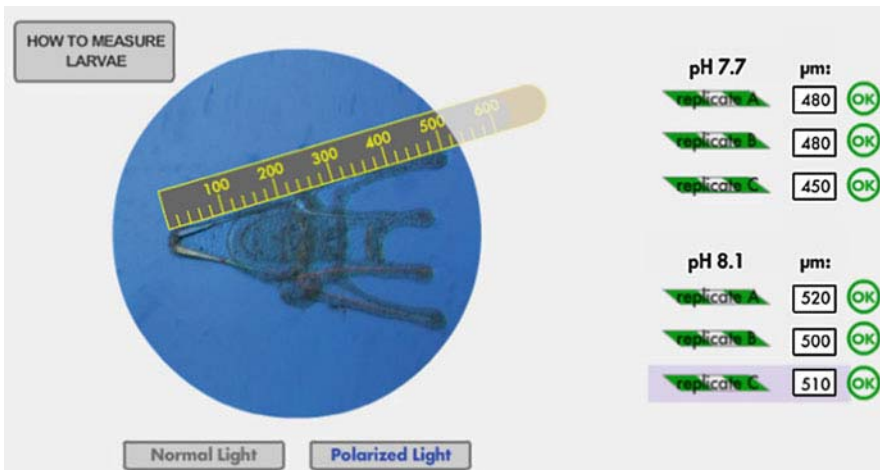 HOW TO MEASURE
LARVAE
100 200 300 400 500 600
Normal Light
Polarized Light
pH 7.7 µm:
replicate A 480 OK
replicate B 480 OK
replicate C 450 OK
pH 8.1 µm:
replicate A 520 OK
replicate B 500 OK
replicate C 510 OK